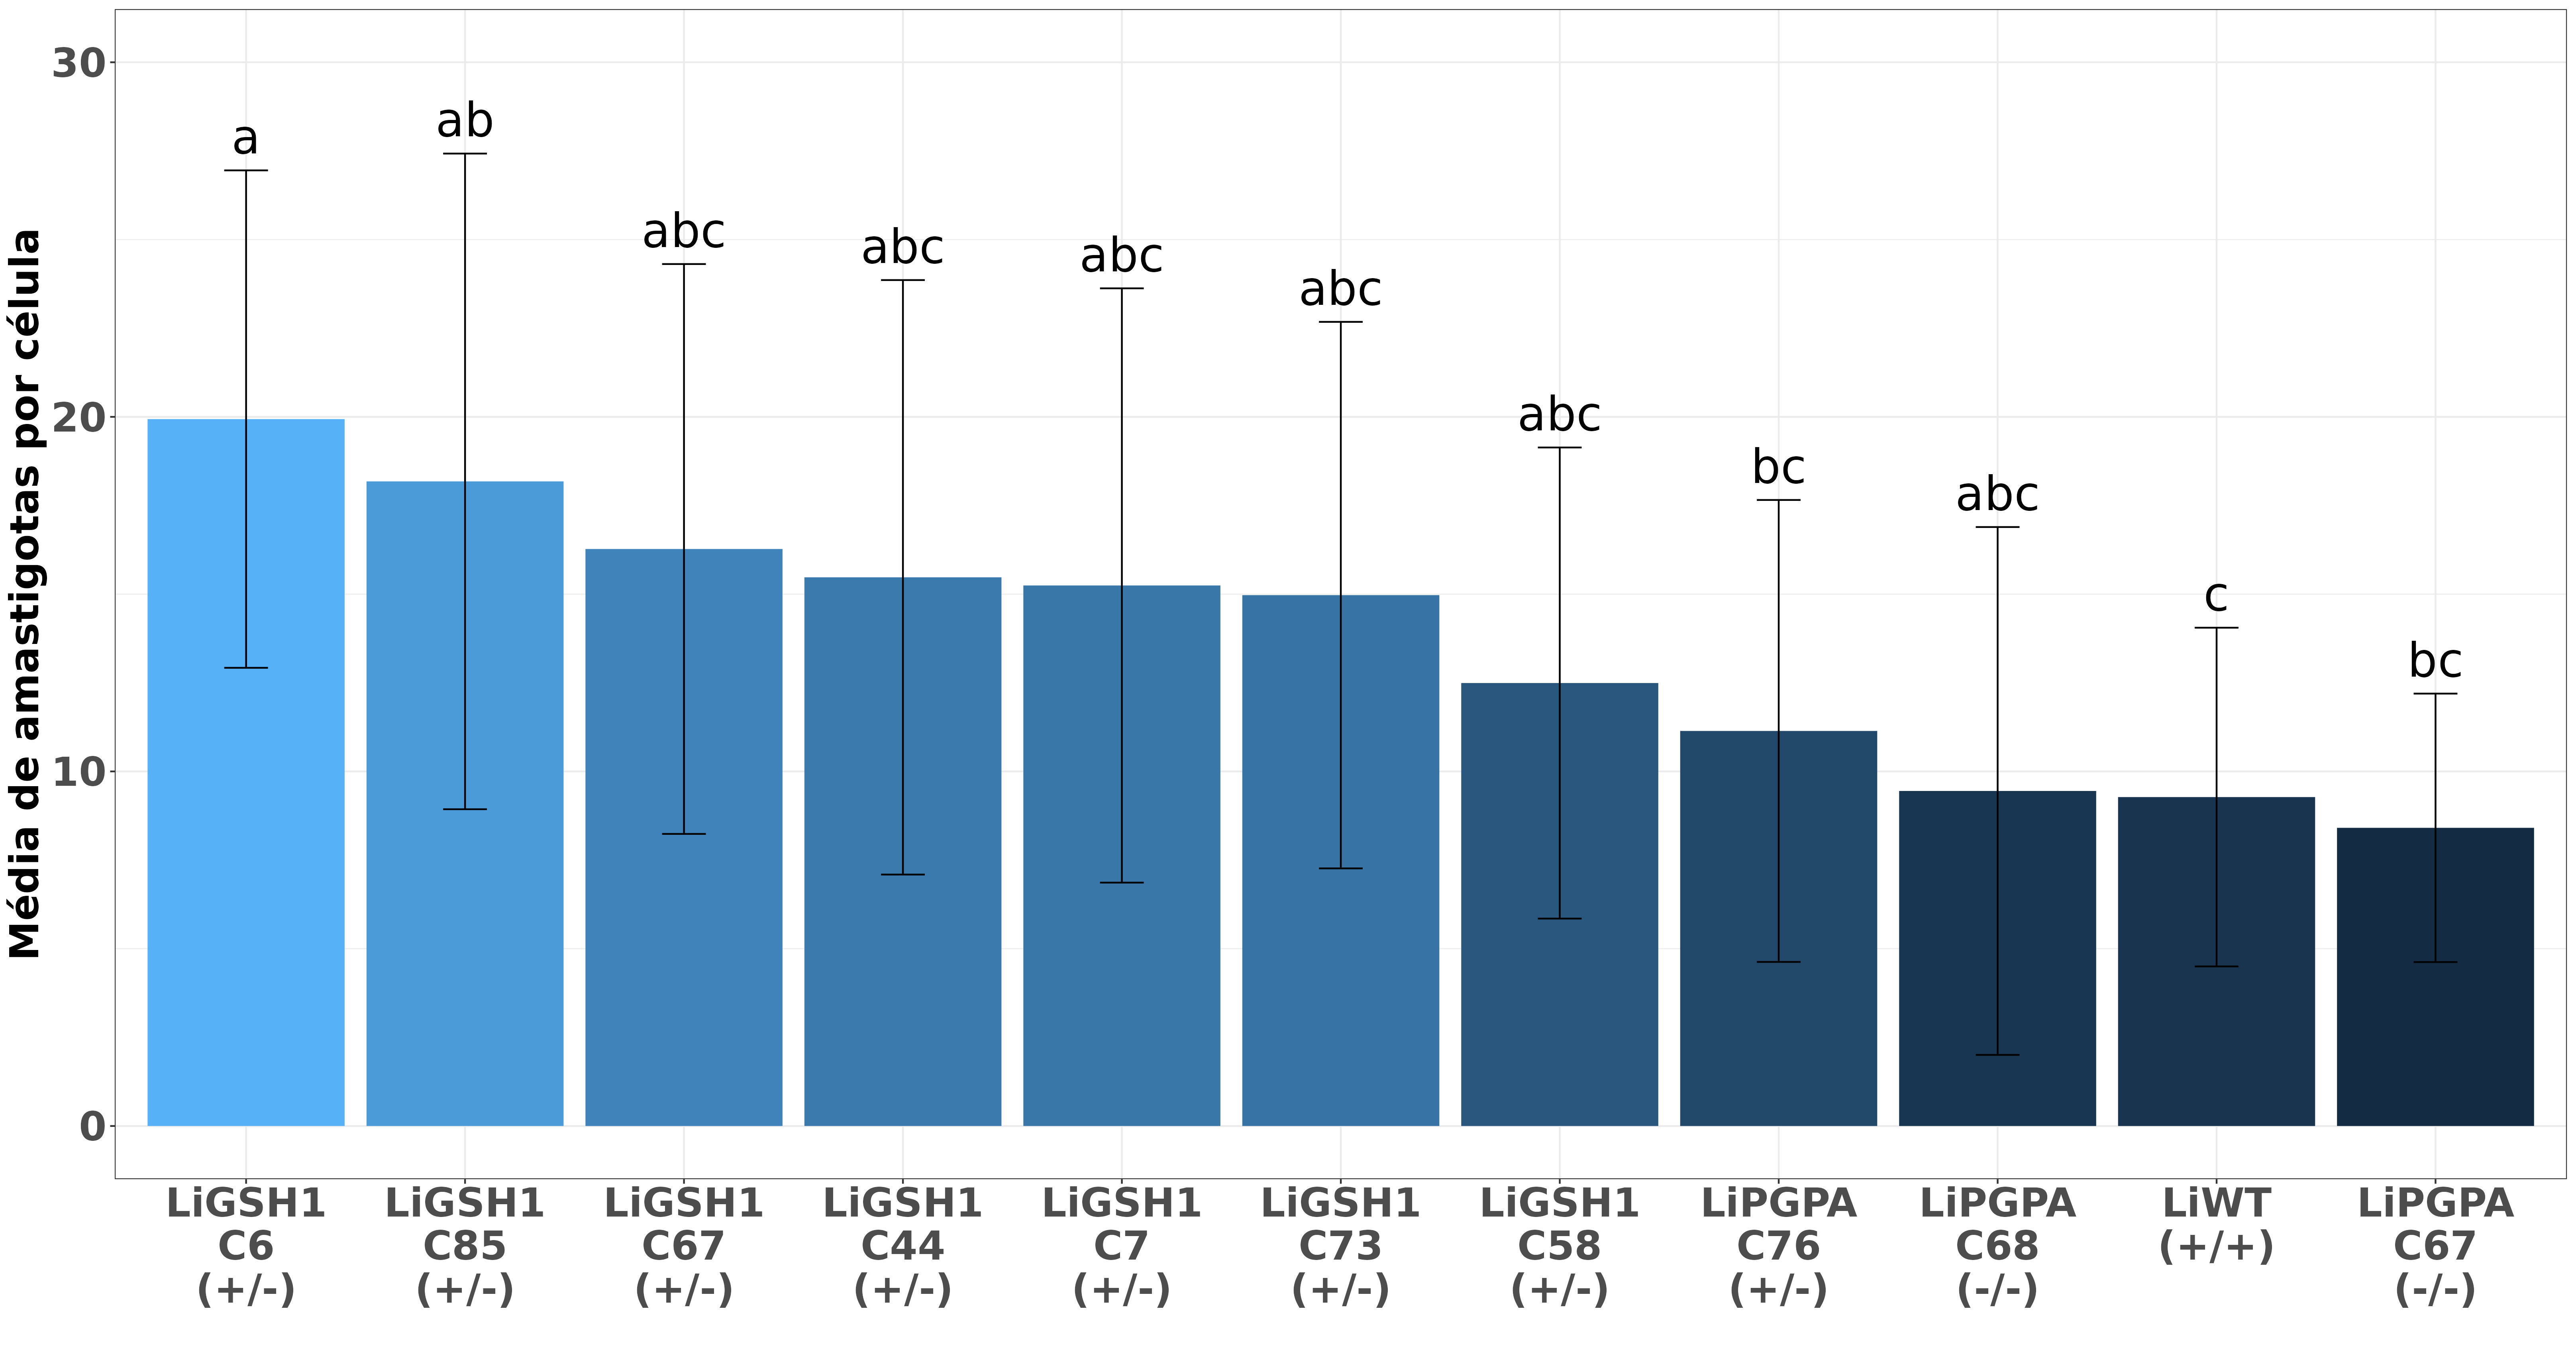 Média de amastigotas por célula
30
20
10
0
a
ab
abc
abc
abc
abc
abc
bc
abc
c
bc
LiGSH1
C6
(+/-)
LiGSH1
C85
(+/-)
LiGSH1
C67
(+/-)
LiGSH1
C44
(+/-)
LiGSH1
C7
(+/-)
LiGSH1
C73
(+/-)
LiGSH1
C58
(+/-)
LiPGPA
C76
(+/-)
LiPGPA
C68
(-/-)
LiWT
(+/+)
LiPGPA
C67
(-/-)